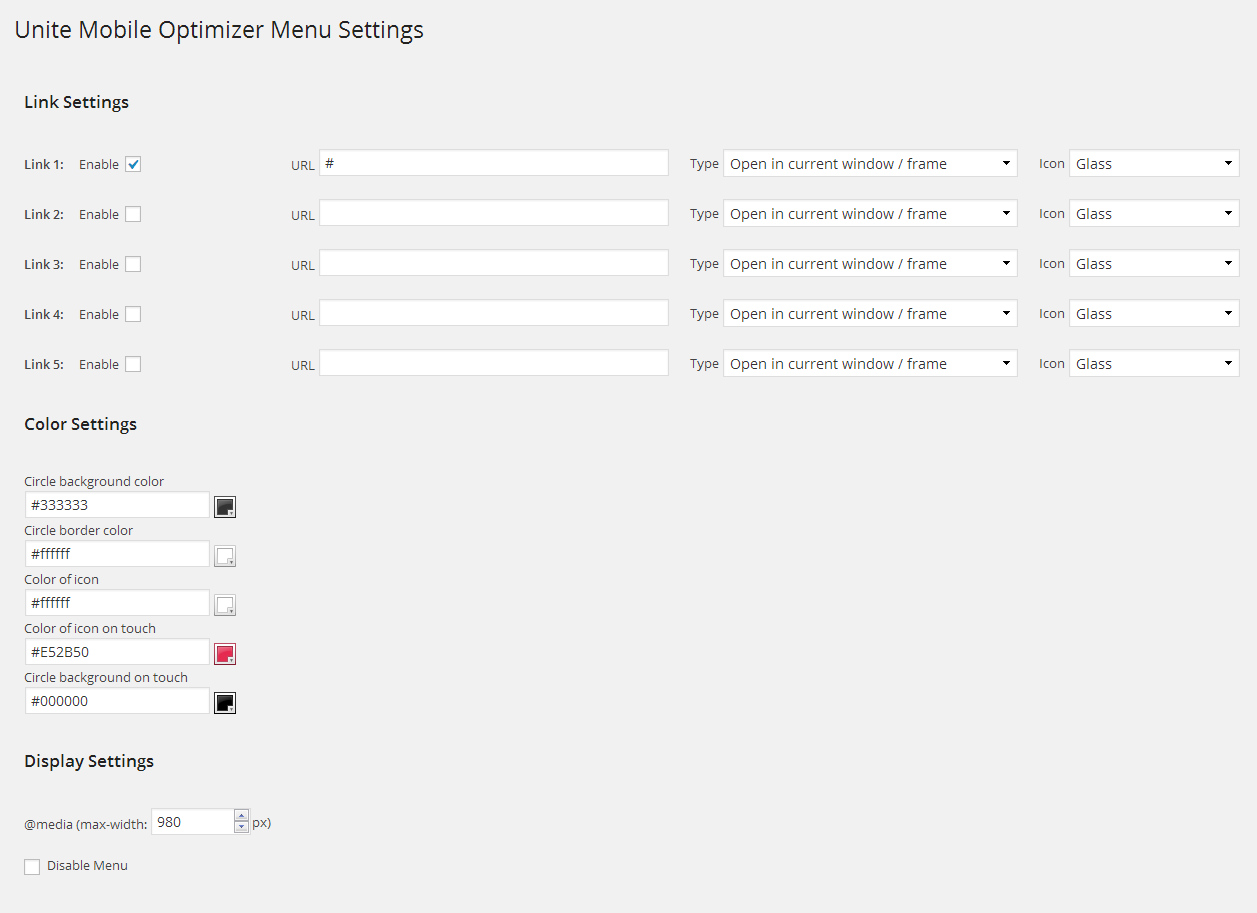 Unite Mobile Optimizer Menu Settings
Link Settings
Link 1: Enable URL # Type Open in current window / frame Icon Glass
Link 2: Enable URL Type Open in current window / frame Icon Glass
Link 3: Enable URL Type Open in current window / frame Icon Glass
Link 4: Enable URL Type Open in current window / frame Icon Glass
Link 5: Enable URL Type Open in current window / frame Icon Glass
Color Settings
Circle background color
#333333
Circle border color
#ffffff
Color of icon
#ffffff
Color of icon on touch
#E52B50
Circle background on touch
#000000
Display Settings
@media (max-width: 980 px)
Disable Menu